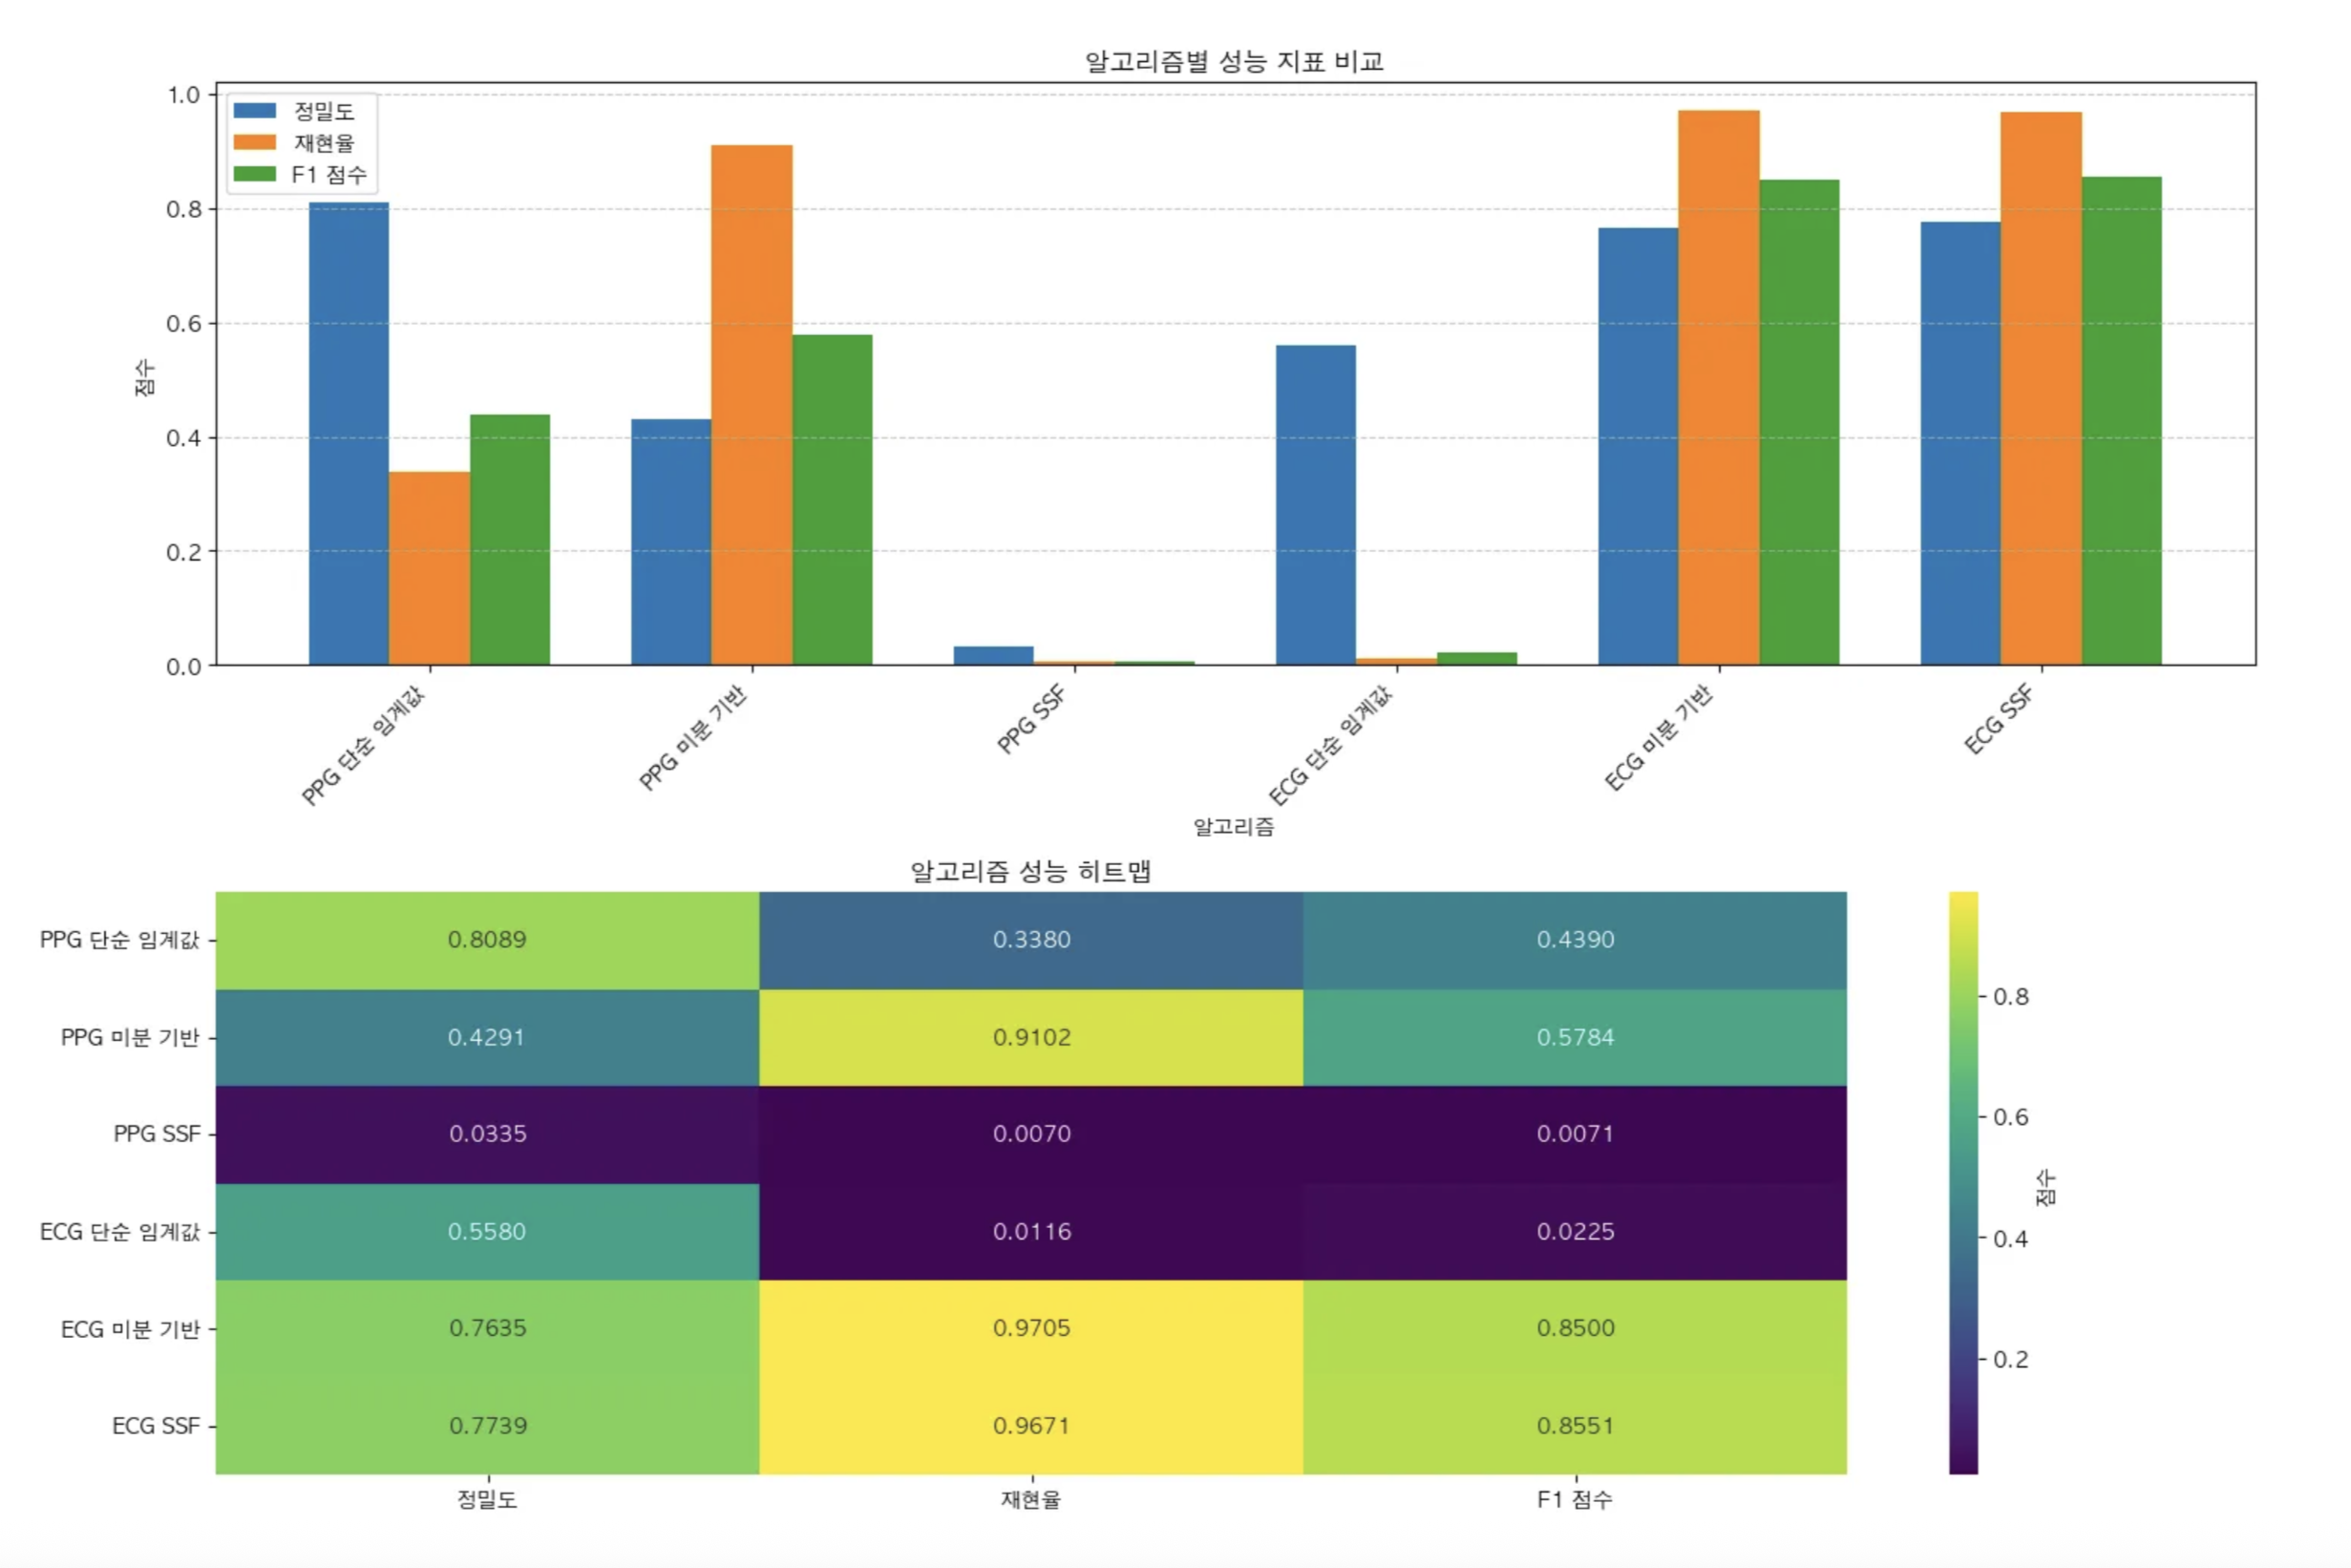 알고리즘별 성능 지표 비교
정밀도
재현율
F1 점수
1.0
0.8
0.6
0.4
0.2
0.0
점수
PPG 단순 임계값
PPG 미분 기반
PPG SSF
ECG 단순 임계값
ECG 미분 기반
ECG SSF
알고리즘
알고리즘 성능 히트맵
PPG 단순 임계값 0.8089 0.3380 0.4390
PPG 미분 기반 0.4291 0.9102 0.5784
PPG SSF 0.0335 0.0070 0.0071
ECG 단순 임계값 0.5580 0.0116 0.0225
ECG 미분 기반 0.7635 0.9705 0.8500
ECG SSF 0.7739 0.9671 0.8551
정밀도 재현율 F1 점수
0.8
0.6
0.4
0.2
점수